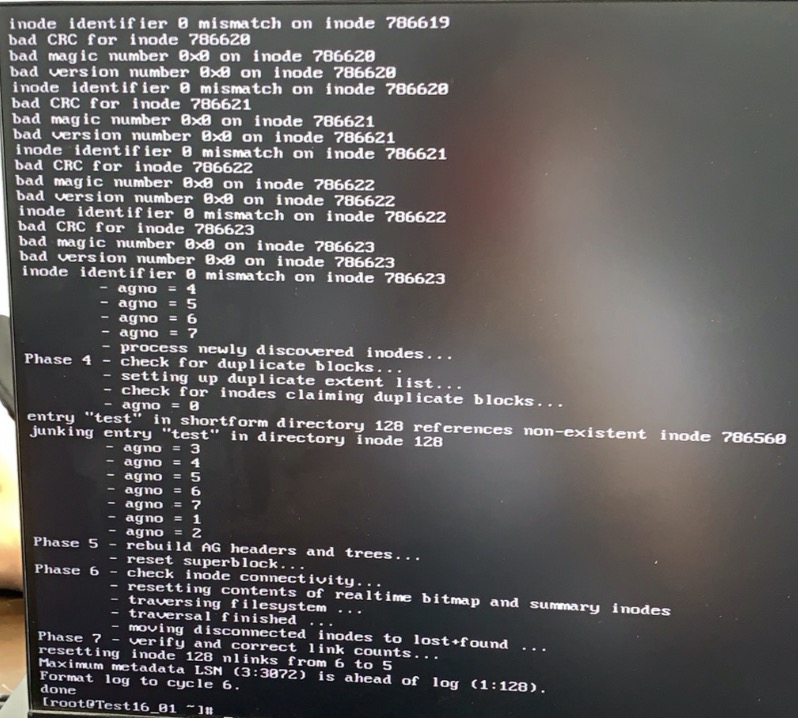 inode identifier 0 mismatch on inode 786619
bad CRC for inode 786620
bad magic number 0x0 on inode 786620
bad version number 0x0 on inode 786620
inode identifier 0 mismatch on inode 786620
bad CRC for inode 786621
bad magic number 0x0 on inode 786621
bad version number 0x0 on inode 786621
inode identifier 0 mismatch on inode 786621
bad CRC for inode 786622
bad magic number 0x0 on inode 786622
bad version number 0x0 on inode 786622
inode identifier 0 mismatch on inode 786622
bad CRC for inode 786623
bad magic number 0x0 on inode 786623
bad version number 0x0 on inode 786623
inode identifier 0 mismatch on inode 786623
- agno = 4
- agno = 5
- agno = 6
- agno = 7
- process newly discovered inodes...
Phase 4 - check for duplicate blocks...
- setting up duplicate extent list...
- check for inodes claiming duplicate blocks...
- agno = 0
entry "test" in shortform directory 128 references non-existent inode 786560
junking entry "test" in directory inode 128
- agno = 3
- agno = 4
- agno = 5
- agno = 6
- agno = 7
- agno = 1
- agno = 2
Phase 5 - rebuild AG headers and trees...
- reset superblock...
Phase 6 - check inode connectivity...
- resetting contents of realtime bitmap and summary inodes
- traversing filesystem ...
- traversal finished ...
- moving disconnected inodes to lost+found ...
Phase 7 - verify and correct link counts...
resetting inode 128 nlinks from 6 to 5
Maximum metadata LSN (3:3072) is ahead of log (1:128).
Format log to cycle 6.
done
[root@Test16_01 ~]#